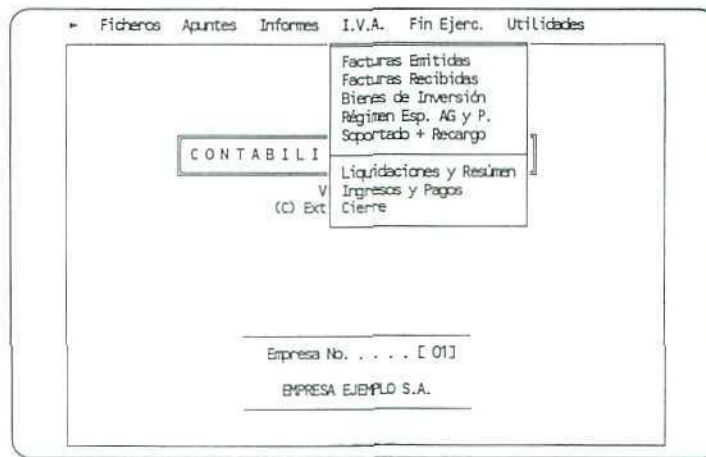 ► Ficheros Apuntes Informes I.V.A. Fin Ejerc. Utilidades
Facturas Emitidas
Facturas Recibidas
Bienes de Inversión
Régimen Esp. AG y P.
Soportado + Recargo
C O N T A B I L I
Liquidaciones y Resúmen
V Ingresos y Pagos
(C) Ext Cierre
Empresa No. . . . . . [ 01]
EMPRESA EJEMPLO S.A.